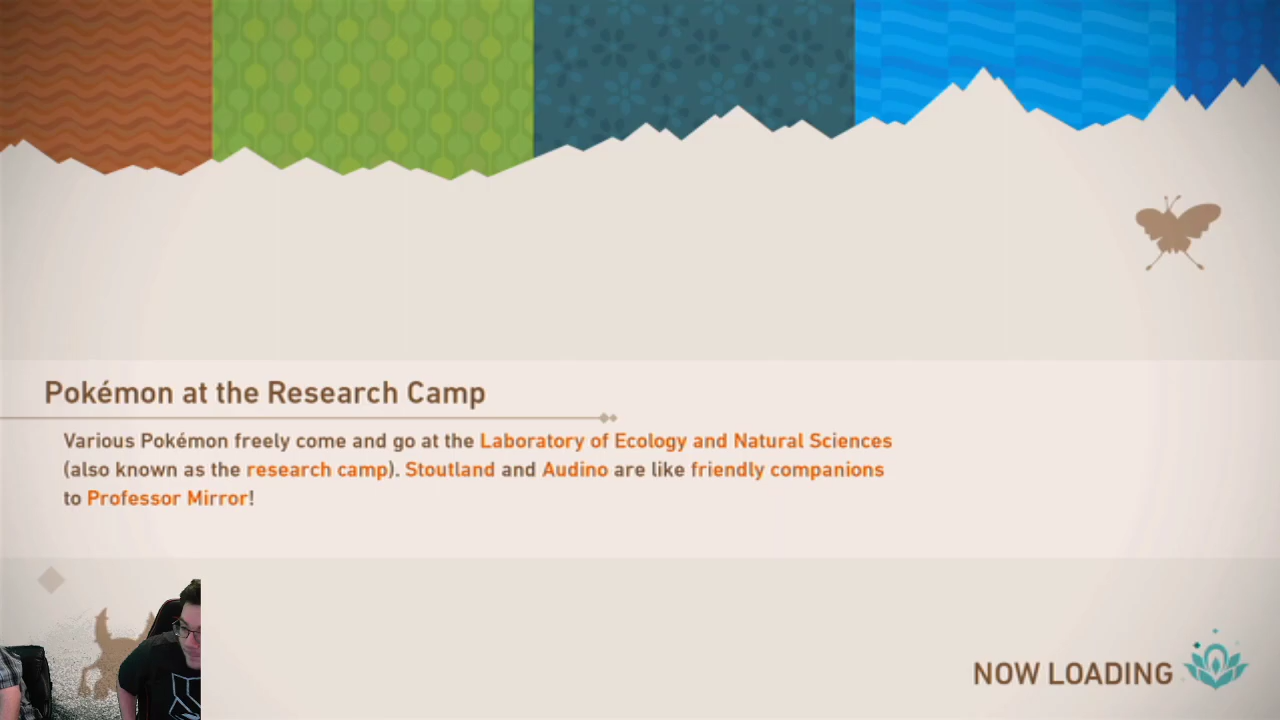 Pokémon at the Research Camp
Various Pokémon freely come and go at the Laboratory of Ecology and Natural Sciences
(also known as the research camp). Stoutland and Audino are like friendly companions
to Professor Mirror!
NOW LOADING